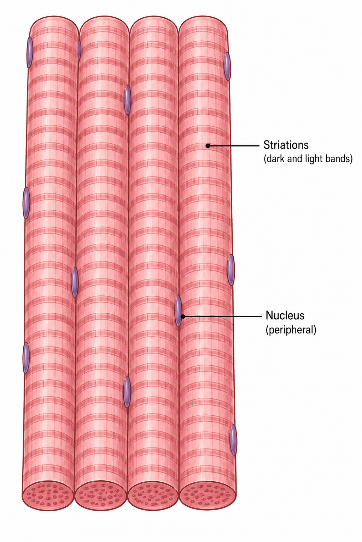 Striations
(dark and light bands)
Nucleus
(peripheral)